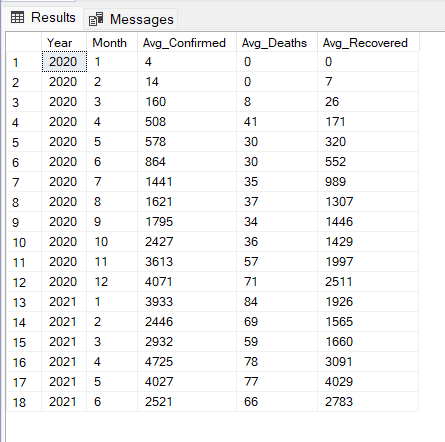 Results Messages
Year Month Avg_Confirmed Avg_Deaths Avg_Recovered
1 2020 1 4 0 0
2 2020 2 14 0 7
3 2020 3 160 8 26
4 2020 4 508 41 171
5 2020 5 578 30 320
6 2020 6 864 30 552
7 2020 7 1441 35 989
8 2020 8 1621 37 1307
9 2020 9 1795 34 1446
10 2020 10 2427 36 1429
11 2020 11 3613 57 1997
12 2020 12 4071 71 2511
13 2021 1 3933 84 1926
14 2021 2 2446 69 1565
15 2021 3 2932 59 1660
16 2021 4 4725 78 3091
17 2021 5 4027 77 4029
18 2021 6 2521 66 2783